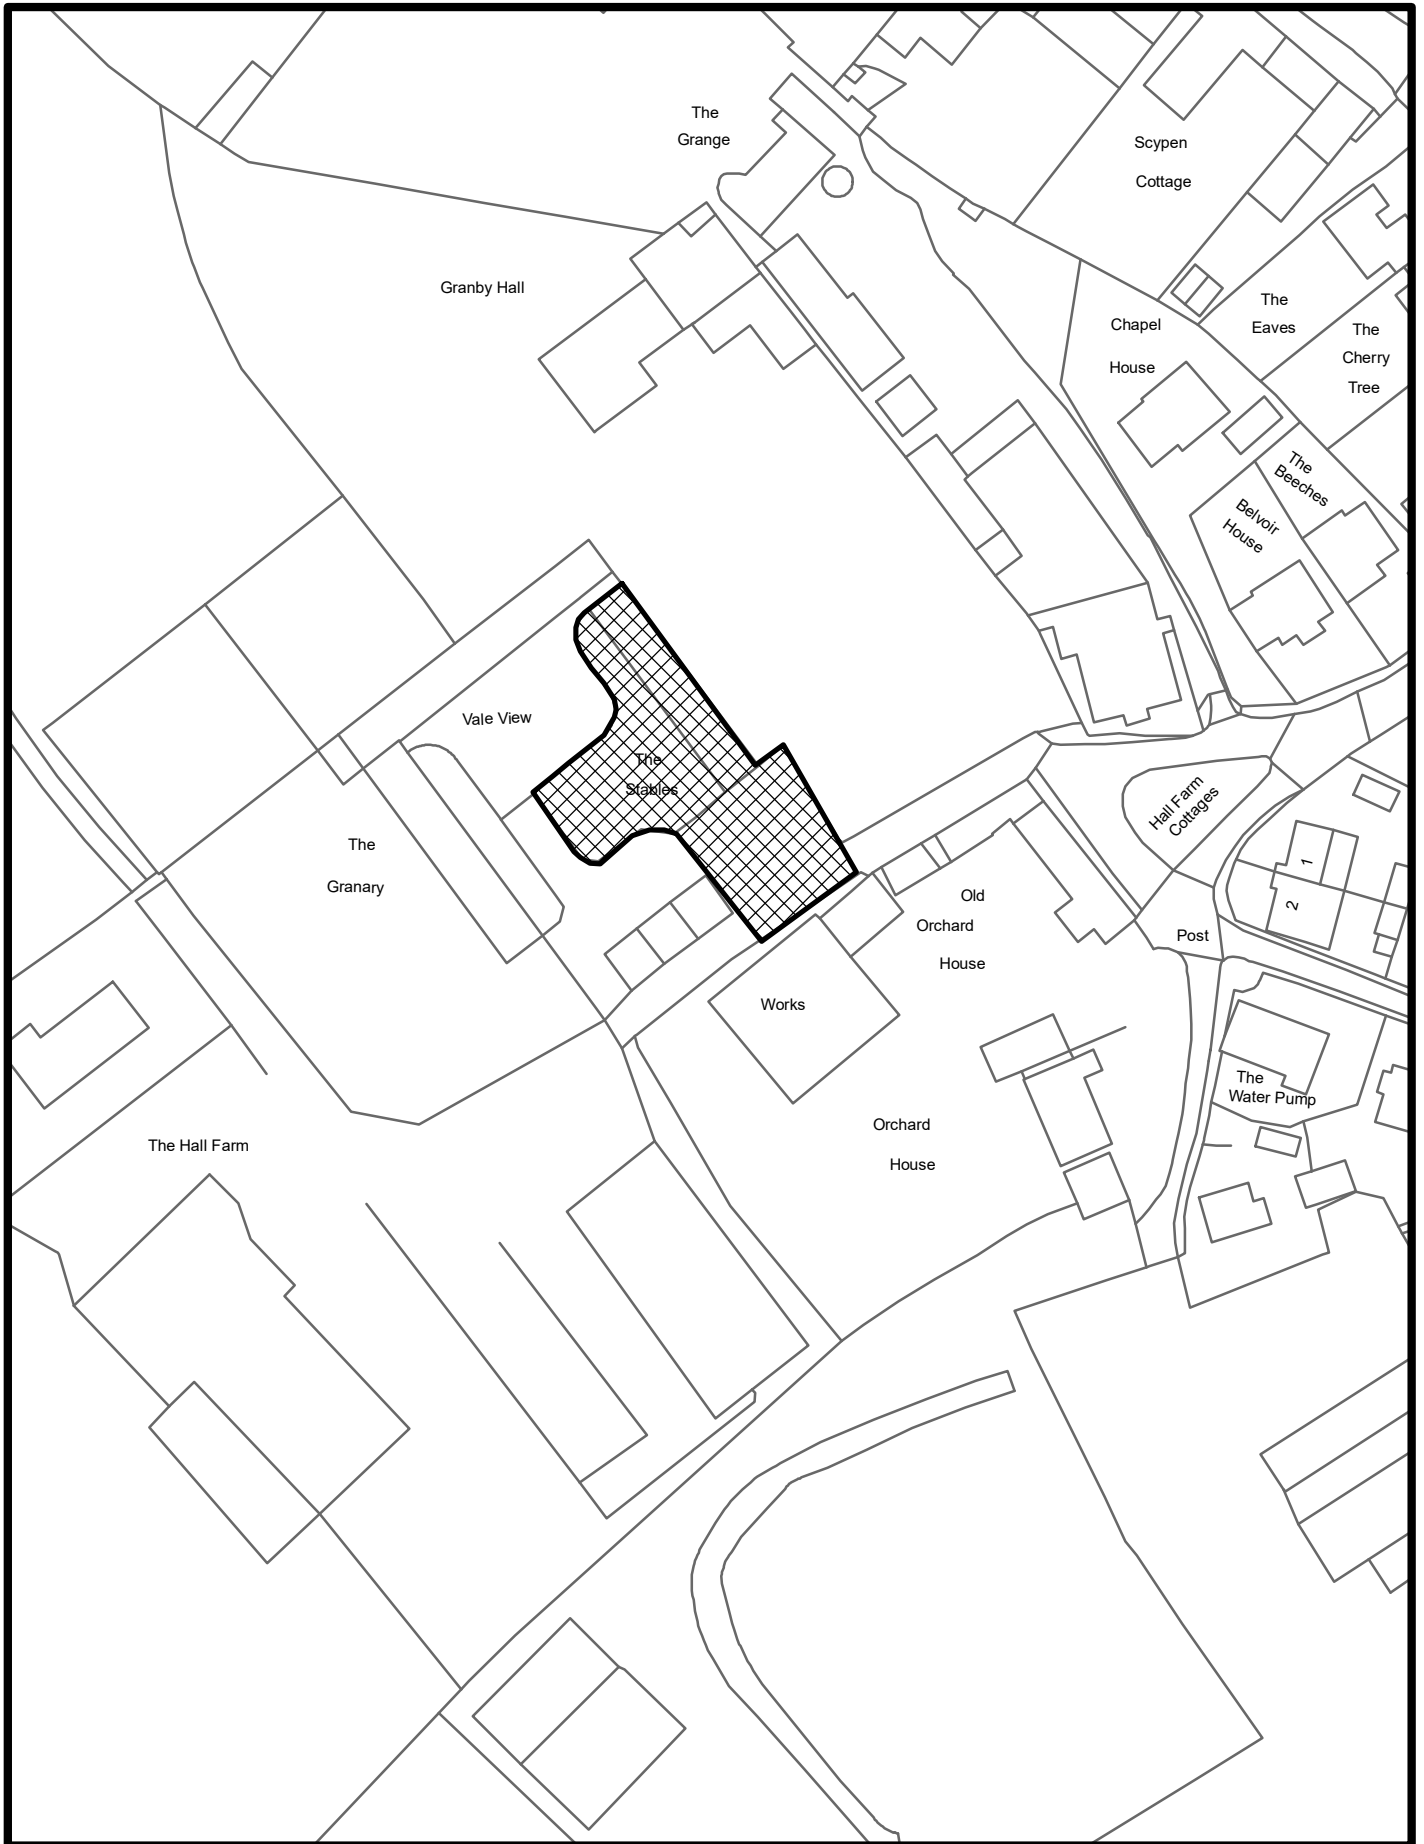 The
Grange
Scypen
Cottage
Granby Hall
The
Eaves
Chapel
House
The
Cherry
Tree
The
Beeches
Belvoir
House
Vale View
The
Stables
Hall Farm
Cottages
The
Granary
1
2
Old
Orchard
House
Post
Works
The
Water Pump
Orchard
House
The Hall Farm